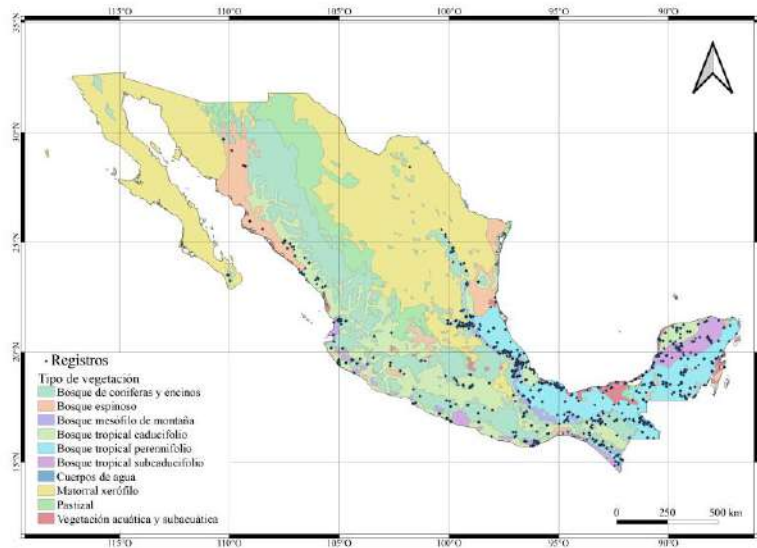 115°O 110°O 105°O 100°O 95°O 90°O
35°N
30°N
25°N
20°N
15°N
Registros
Tipo de vegetación
Bosque de coníferas y encinos
Bosque espinoso
Bosque mesófilo de montaña
Bosque tropical caducifolio
Bosque tropical perennifolio
Bosque tropical subcaducifolio
Cuerpos de agua
Matorral xerófilo
Pastizal
Vegetación acuática y subacuática
0 250 500 km
115°O 110°O 105°O 100°O 95°O 90°O